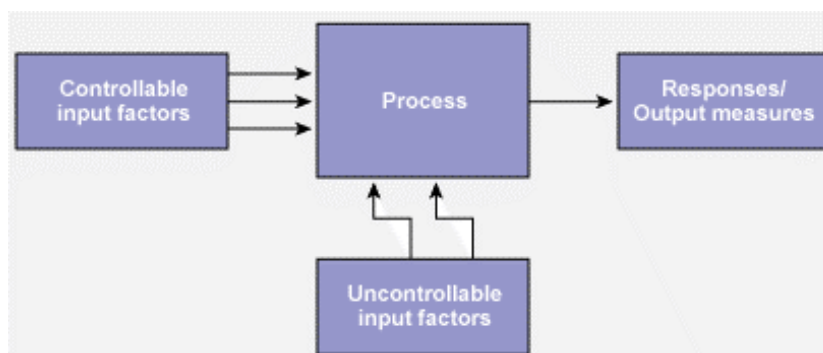 Controllable
input factors
Process
Responses/
Output measures
Uncontrollable
input factors